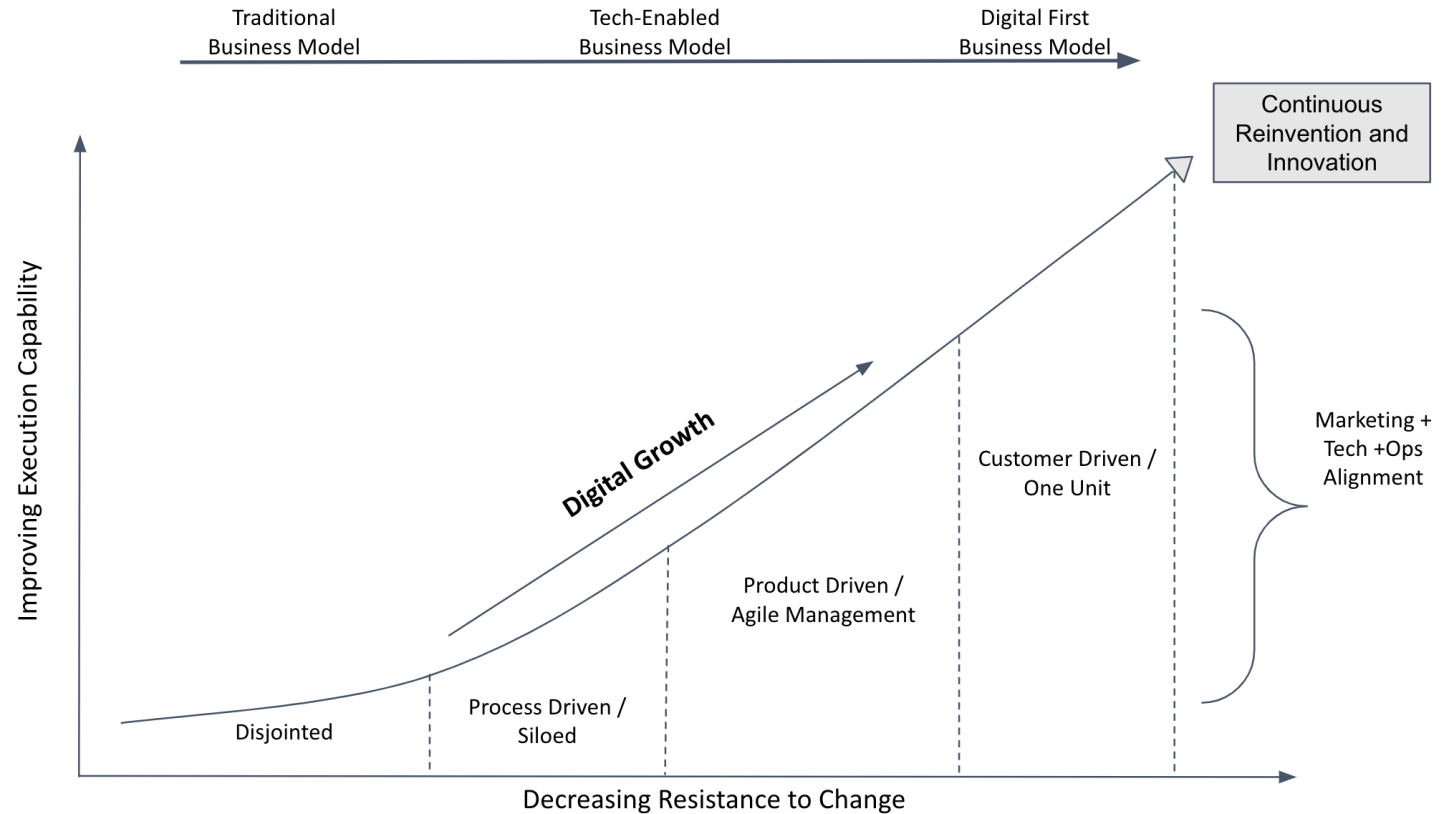 Traditional
Business Model
Tech-Enabled
Business Model
Digital First
Business Model
Continuous
Reinvention and
Innovation
Improving Execution Capability
Digital Growth
Marketing +
Tech +Ops
Alignment
Customer Driven /
One Unit
Product Driven /
Agile Management
Process Driven /
Siloed
Disjointed
Decreasing Resistance to Change